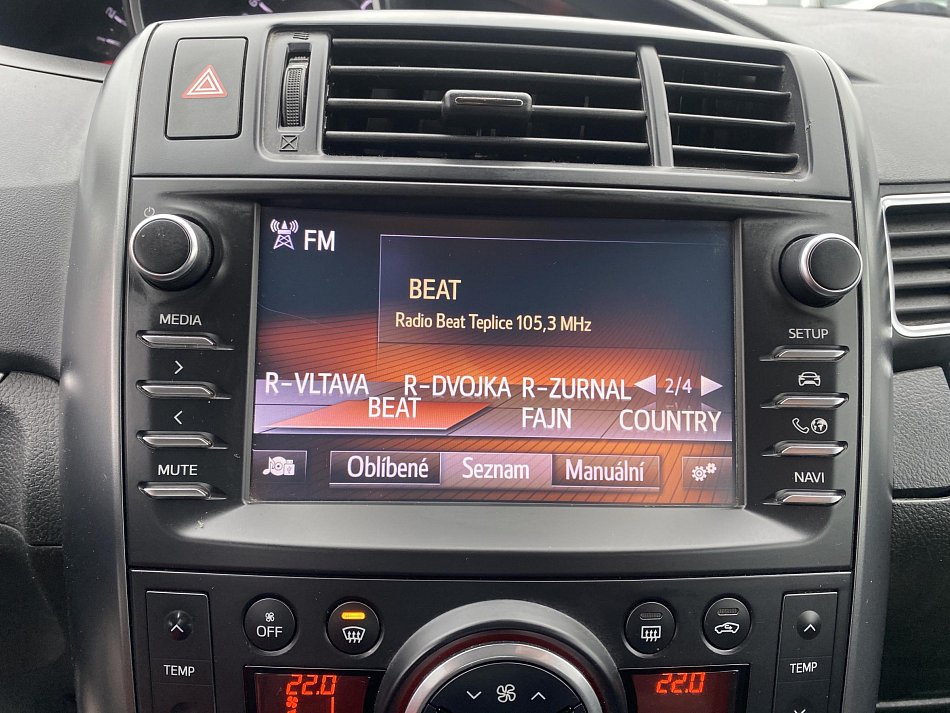 FM
BEAT
Radio Beat Teplice 105,3 MHz
MEDIA
SETUP
R-VLTAVA R-DVOJKA R-ZURNAL 2/4
BEAT FAJN COUNTRY
MUTE
NAVI
Oblíbené Seznam Manuální
OFF
TEMP
TEMP
22.0
22.0